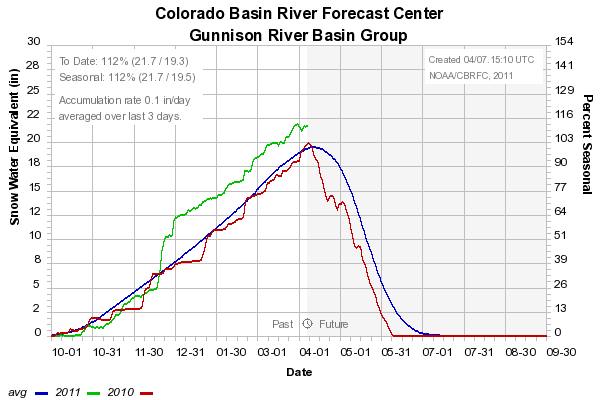 Colorado Basin River Forecast Center
Gunnison River Basin Group
To Date: 112% (21.7 / 19.3)
Seasonal: 112% (21.7 / 19.5)
Accumulation rate 0.1 in/day
averaged over last 3 days.
Created 04/07.15:10 UTC
NOAA/CBRFC, 2011
Snow Water Equivalent (in)
30
28
25
22
20
18
15
12
10
8
5
2
0
154
141
128
116
103
90
77
64
51
39
26
13
0
Percent Seasonal
Past Future
10-01 10-31 11-30 12-31 01-30 03-01 04-01 05-01 05-31 07-01 07-31 08-30 09-30
Date
avg 2011 2010